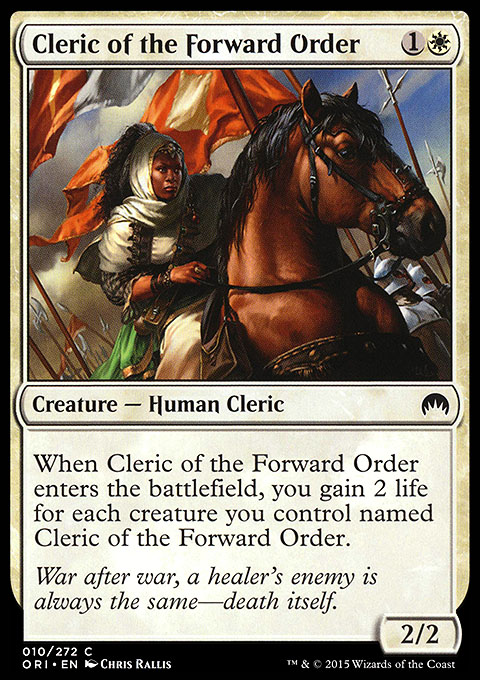 Cleric of the Forward Order 1
Creature — Human Cleric
When Cleric of the Forward Order
enters the battlefield, you gain 2 life
for each creature you control named
Cleric of the Forward Order.
War after war, a healer's enemy is
always the same—death itself.
2/2
010/272 C
ORI • EN Chris Rallis
™ & © 2015 Wizards of the Coast